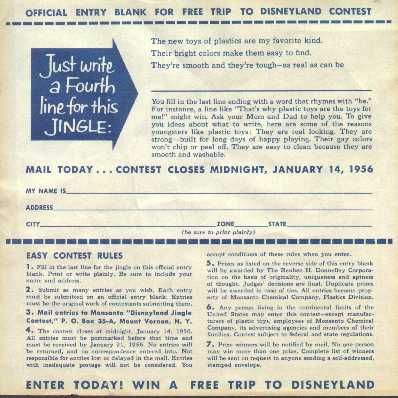 OFFICIAL ENTRY BLANK FOR FREE TRIP TO DISNEYLAND CONTEST
Just write
a Fourth
line for this
JINGLE:
The new toys of plastics are my favorite kind.
Their bright colors make them easy to find.
They're smooth and they're tough—as real as can be
You fill in the last line ending with a word that rhymes with "be."
For instance, a line like "That's why plastic toys are the toys for
me!" might win. Ask your Mom and Dad to help you. To give
you ideas about what to write, here are some of the reasons
youngsters like plastic toys: They are real looking. They are
strong—built for long days of happy playing. Their gay colors
won't chip or peel off. They are easy to clean because they are
smooth and washable.
MAIL TODAY . . . CONTEST CLOSES MIDNIGHT, JANUARY 14, 1956
MY NAME IS
ADDRESS
CITY ZONE STATE
(be sure to print plainly)
EASY CONTEST RULES
1. Fill in the last line for the jingle on this official entry
blank. Print or write plainly. Be sure to include your
name and address.
2. Submit as many entries as you wish. Each entry
must be submitted on an official entry blank. Entries
must be the original work of contestants submitting them.
3. Mail entries to Monsanto "Disneyland Jingle
Contest," P. O. Box 35-A, Mount Vernon, N. Y.
4. The contest closes at midnight, January 14, 1956.
All entries must be postmarked before that time and
must be received by January 21, 1956. No entries will
be returned, and no correspondence entered into. Not
responsible for entries lost or delayed in the mail. Entries
with inadequate postage will not be considered. You
accept conditions of these rules when you enter.
5. Prizes as listed on the reverse side of this entry blank
will be awarded by The Reuben H. Donnelley Corpora-
tion on the basis of originality, uniqueness and aptness
of thought. Judges' decisions are final. Duplicate prizes
will be awarded in case of ties. All entries become prop-
erty of Monsanto Chemical Company, Plastics Division.
6. Any person living in the continental limits of the
United States may enter this contest—except manufac-
turers of plastic toys, employees of Monsanto Chemical
Company, its advertising agencies and members of their
families. Contest subject to Federal and state regulations.
7. Prize winners will be notified by mail. No one person
may win more than one prize. Complete list of winners
will be sent on request to anyone sending a self-addressed,
stamped envelope.
ENTER TODAY! WIN A FREE TRIP TO DISNEYLAND